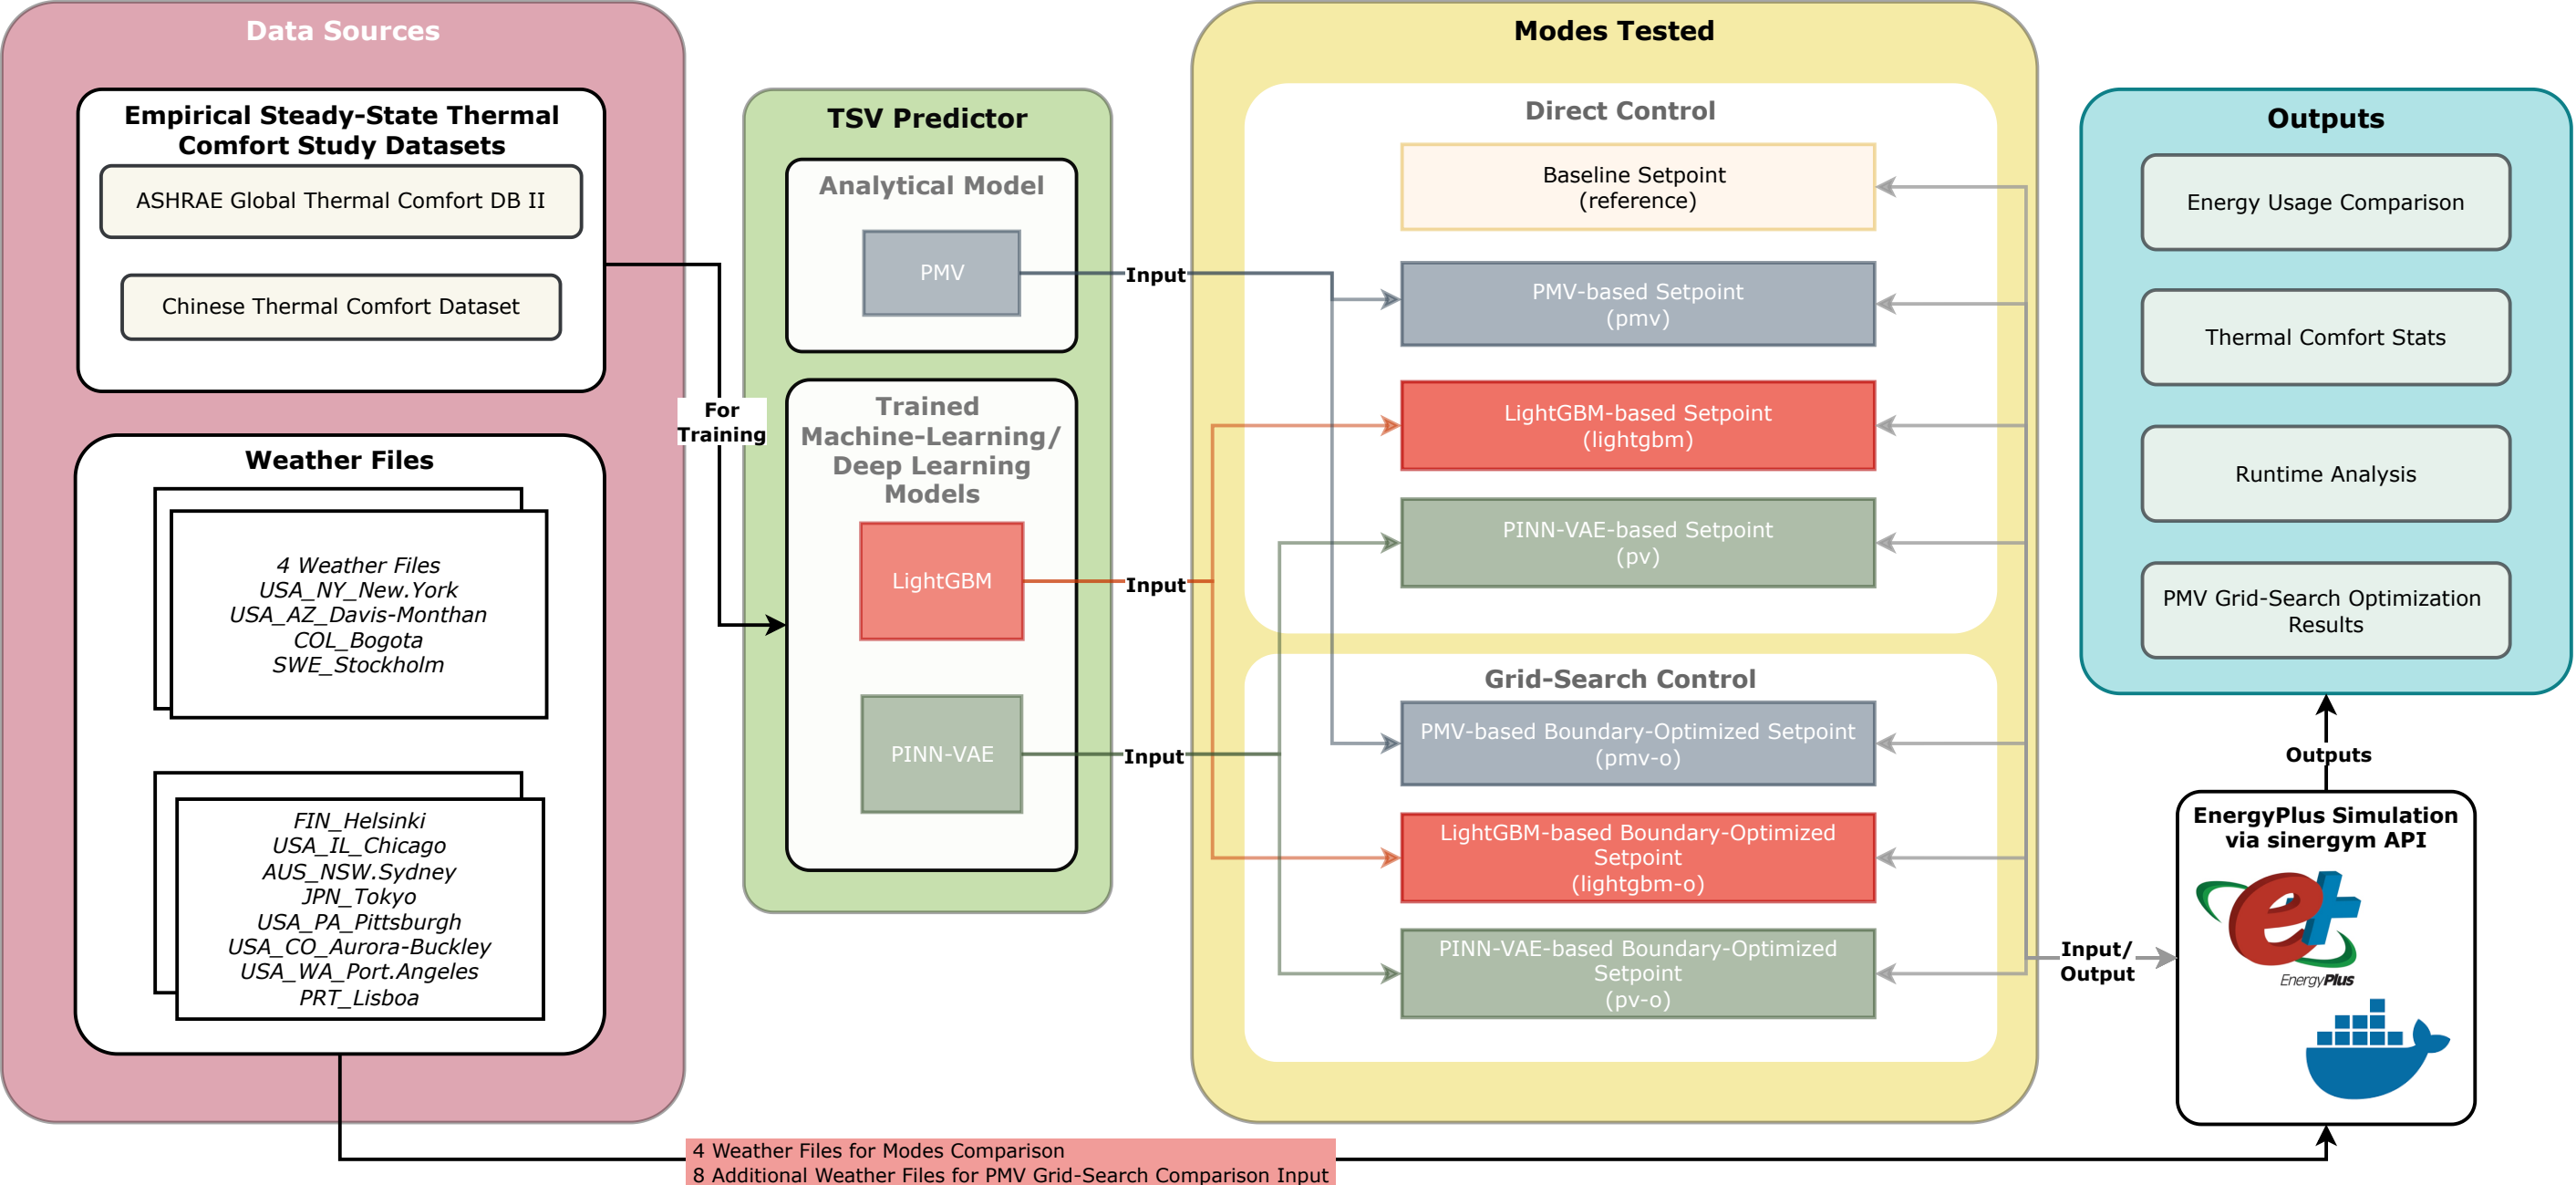 Data Sources
Empirical Steady-State Thermal
Comfort Study Datasets
ASHRAE Global Thermal Comfort DB II
Chinese Thermal Comfort Dataset
Weather Files
4 Weather Files
USA_NY_New.York
USA_AZ_Davis-Monthan
COL_Bogota
SWE_Stockholm
FIN_Helsinki
USA_IL_Chicago
AUS_NSW.Sydney
JPN_Tokyo
USA_PA_Pittsburgh
USA_CO_Aurora-Buckley
USA_WA_Port.Angeles
PRT_Lisboa
For
Training
TSV Predictor
Analytical Model
PMV
Trained
Machine-Learning/
Deep Learning
Models
LightGBM
PINN-VAE
Input
Input
Input
Modes Tested
Direct Control
Baseline Setpoint
(reference)
PMV-based Setpoint
(pmv)
LightGBM-based Setpoint
(lightgbm)
PINN-VAE-based Setpoint
(pv)
Grid-Search Control
PMV-based Boundary-Optimized Setpoint
(pmv-o)
LightGBM-based Boundary-Optimized
Setpoint
(lightgbm-o)
PINN-VAE-based Boundary-Optimized
Setpoint
(pv-o)
Input/
Output
Outputs
Energy Usage Comparison
Thermal Comfort Stats
Runtime Analysis
PMV Grid-Search Optimization
Results
Outputs
EnergyPlus Simulation
via sinergym API
e+
EnergyPlus
4 Weather Files for Modes Comparison
8 Additional Weather Files for PMV Grid-Search Comparison Input